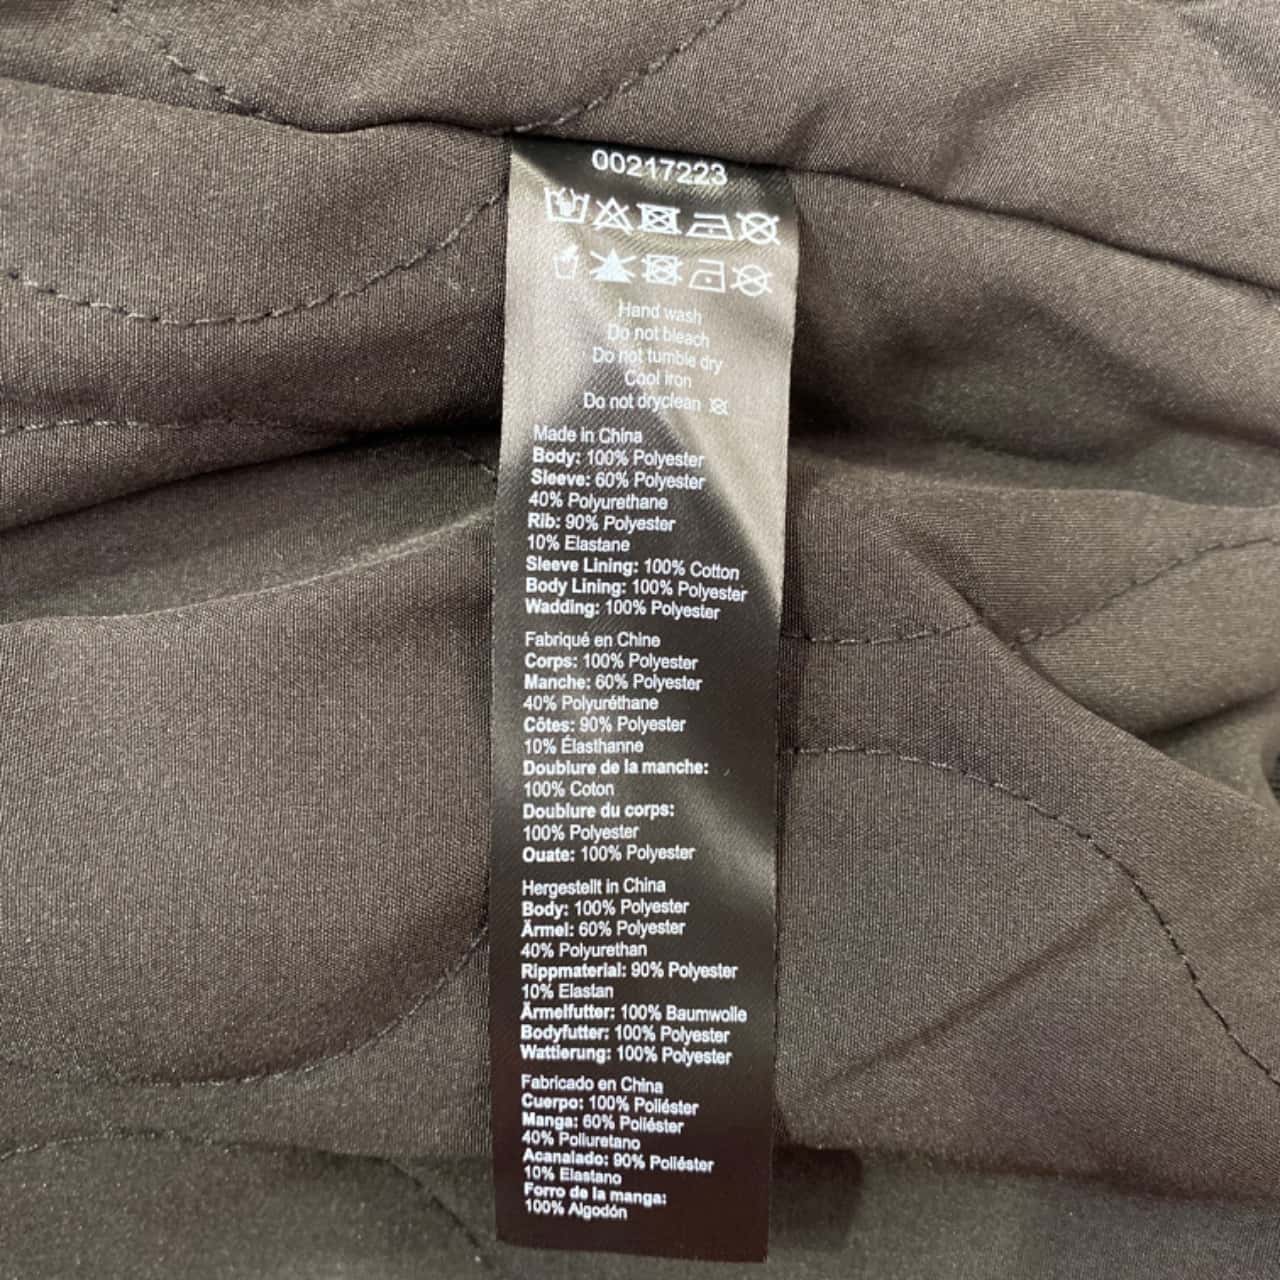 00217223
Hand wash
Do not bleach
Do not tumble dry
Cool iron
Do not dryclean
Made in China
Body: 100% Polyester
Sleeve: 60% Polyester
40% Polyurethane
Rib: 90% Polyester
10% Elastane
Sleeve Lining: 100% Cotton
Body Lining: 100% Polyester
Wadding: 100% Polyester
Fabriqué en Chine
Corps: 100% Polyester
Manche: 60% Polyester
40% Polyuréthane
Côtes: 90% Polyester
10% Élasthanne
Doublure de la manche:
100% Coton
Doublure du corps:
100% Polyester
Ouate: 100% Polyester
Hergestellt in China
Body: 100% Polyester
Ärmel: 60% Polyester
40% Polyurethan
Rippmaterial: 90% Polyester
10% Elastan
Ärmelfutter: 100% Baumwolle
Bodyfutter: 100% Polyester
Wattierung: 100% Polyester
Fabricado en China
Cuerpo: 100% Poliéster
Manga: 60% Poliéster
40% Poliuretano
Acanalado: 90% Poliéster
10% Elastano
Forro de la manga:
100% Algodón